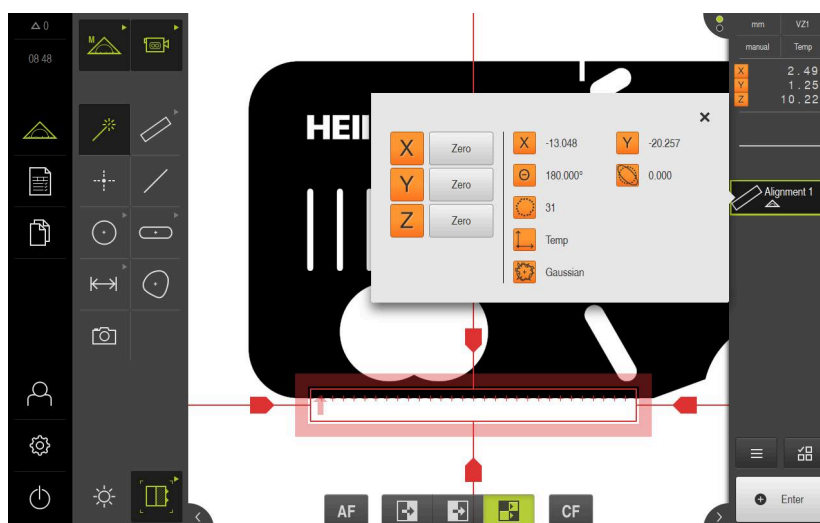 0
08 48
M
HEI
X Zero
Y Zero
Z Zero
X -13.048 Y -20.257
Θ 180.000° 0.000
31
Temp
Gaussian
mm VZ1
manual Temp
X 2.49
Y 1.25
Z 10.22
Alignment 1
AF
CF
Enter